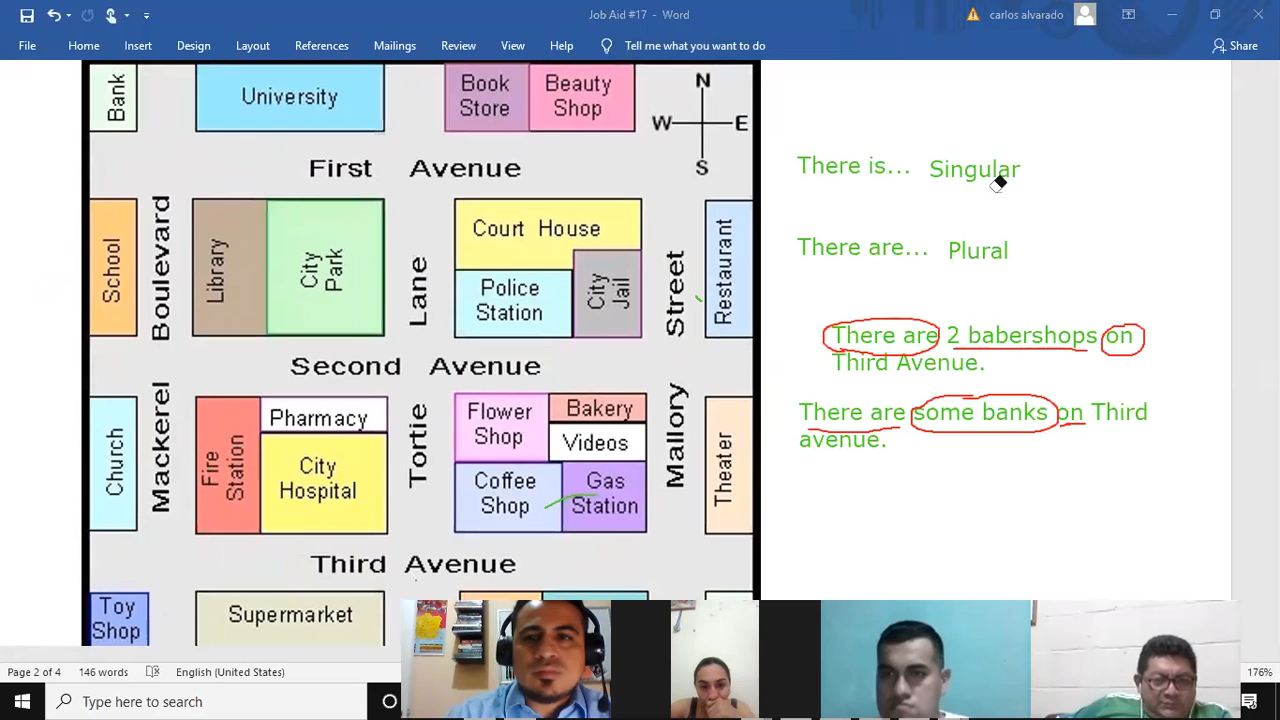 Job Aid #17 - Word
carlos alvarado
File Home Insert Design Layout References Mailings Review View Help Tell me what you want to do Share
Bank
University
Book
Store
Beauty
Shop
N
W E
S
First Avenue
School
Boulevard
Library
City
Park
Lane
Court House
Police
Station
City
Jail
Street
Restaurant
Second Avenue
Church
Mackerel
Fire
Station
Pharmacy
City
Hospital
Tortie
Flower
Shop
Bakery
Videos
Coffee
Shop
Gas
Station
Mallory
Theater
Third Avenue
Toy
Shop
Supermarket
There is... Singular
There are... Plural
There are 2 babershops on
Third Avenue.
There are some banks on Third
avenue.
Page 2 of 4 146 words English (United States) 176%
Type here to search